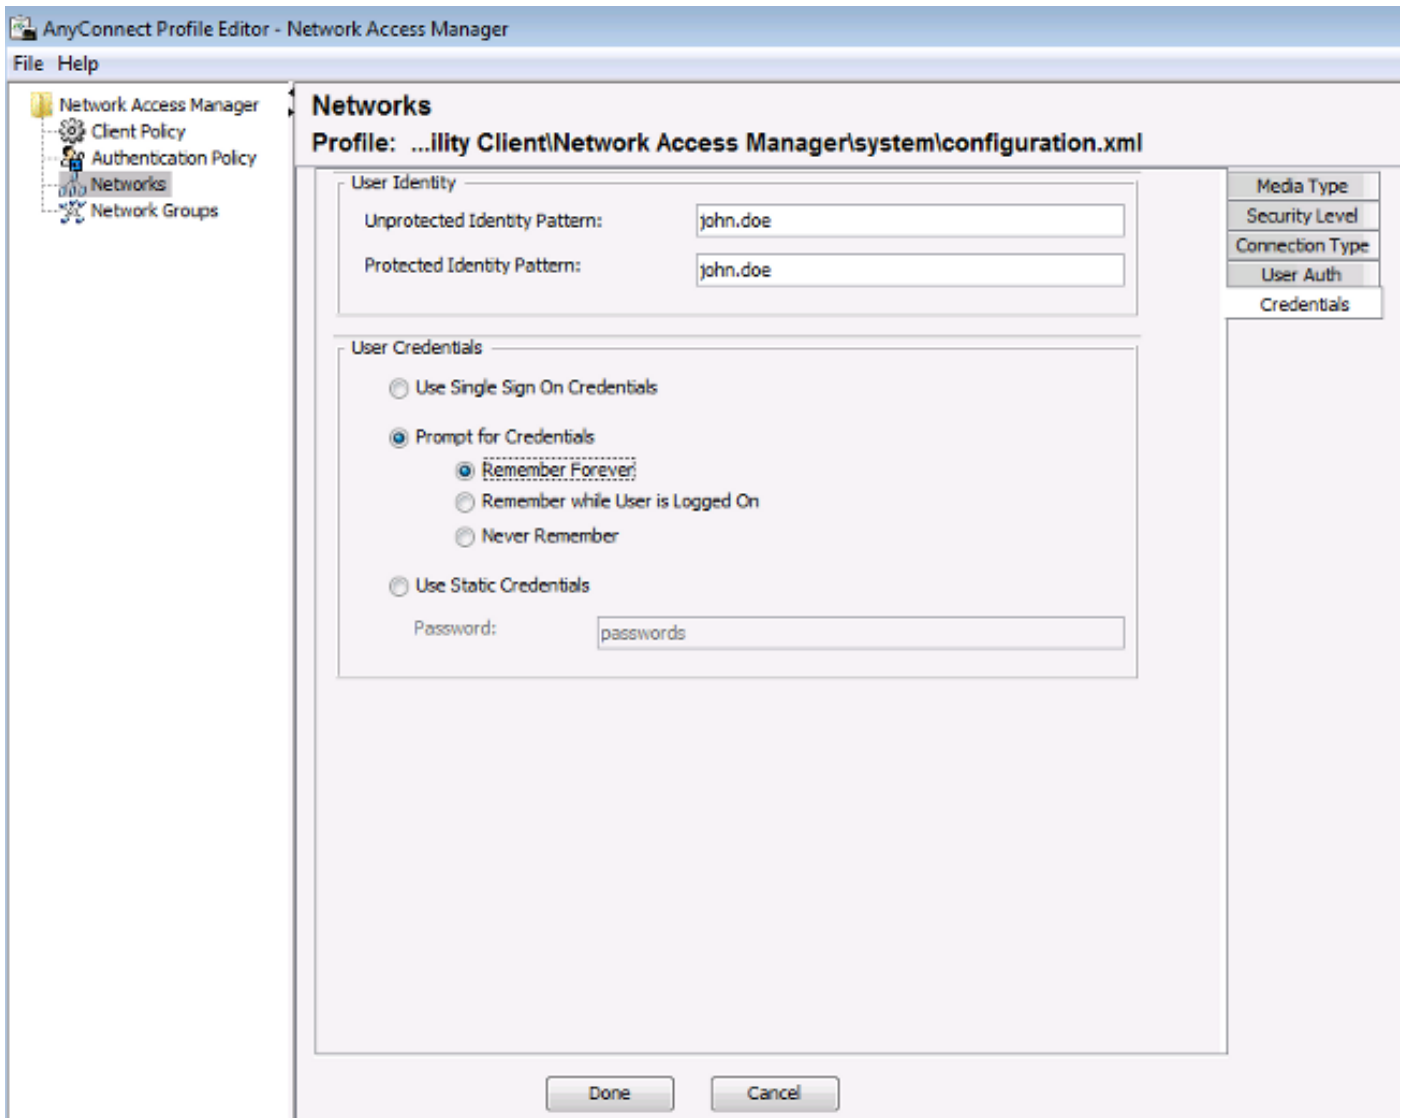 AnyConnect Profile Editor - Network Access Manager
File Help
Network Access Manager
Client Policy
Authentication Policy
Networks
Network Groups
Networks
Profile: ...ility Client\Network Access Manager\system\configuration.xml
User Identity
Unprotected Identity Pattern: john.doe
Protected Identity Pattern: john.doe
User Credentials
Use Single Sign On Credentials
Prompt for Credentials
Remember Forever
Remember while User is Logged On
Never Remember
Use Static Credentials
Password: passwords
Media Type
Security Level
Connection Type
User Auth
Credentials
Done Cancel